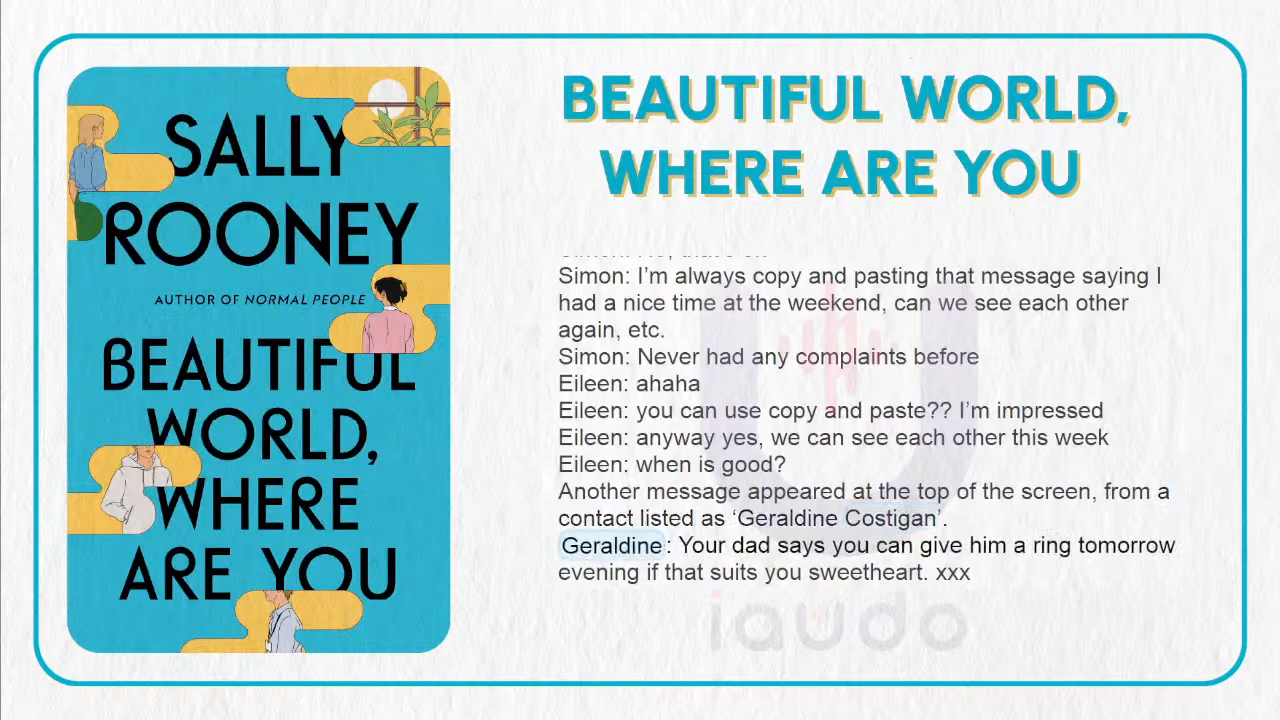 SALLY
ROONEY
AUTHOR OF NORMAL PEOPLE
BEAUTIFUL
WORLD,
WHERE
ARE YOU
BEAUTIFUL WORLD,
WHERE ARE YOU
Simon: I'm always copy and pasting that message saying I
had a nice time at the weekend, can we see each other
again, etc.
Simon: Never had any complaints before
Eileen: ahaha
Eileen: you can use copy and paste?? I'm impressed
Eileen: anyway yes, we can see each other this week
Eileen: when is good?
Another message appeared at the top of the screen, from a
contact listed as ‘Geraldine Costigan’.
Geraldine: Your dad says you can give him a ring tomorrow
evening if that suits you sweetheart. xxx
iaudo